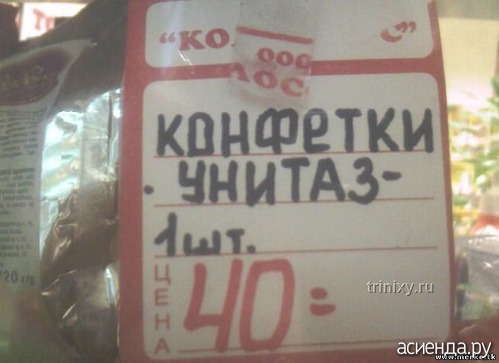 ООО
КОНФЕТКИ
. УНИТАЗ-
1шт.
ЦЕНА
40=
trinixy.ru
асиенда.ру